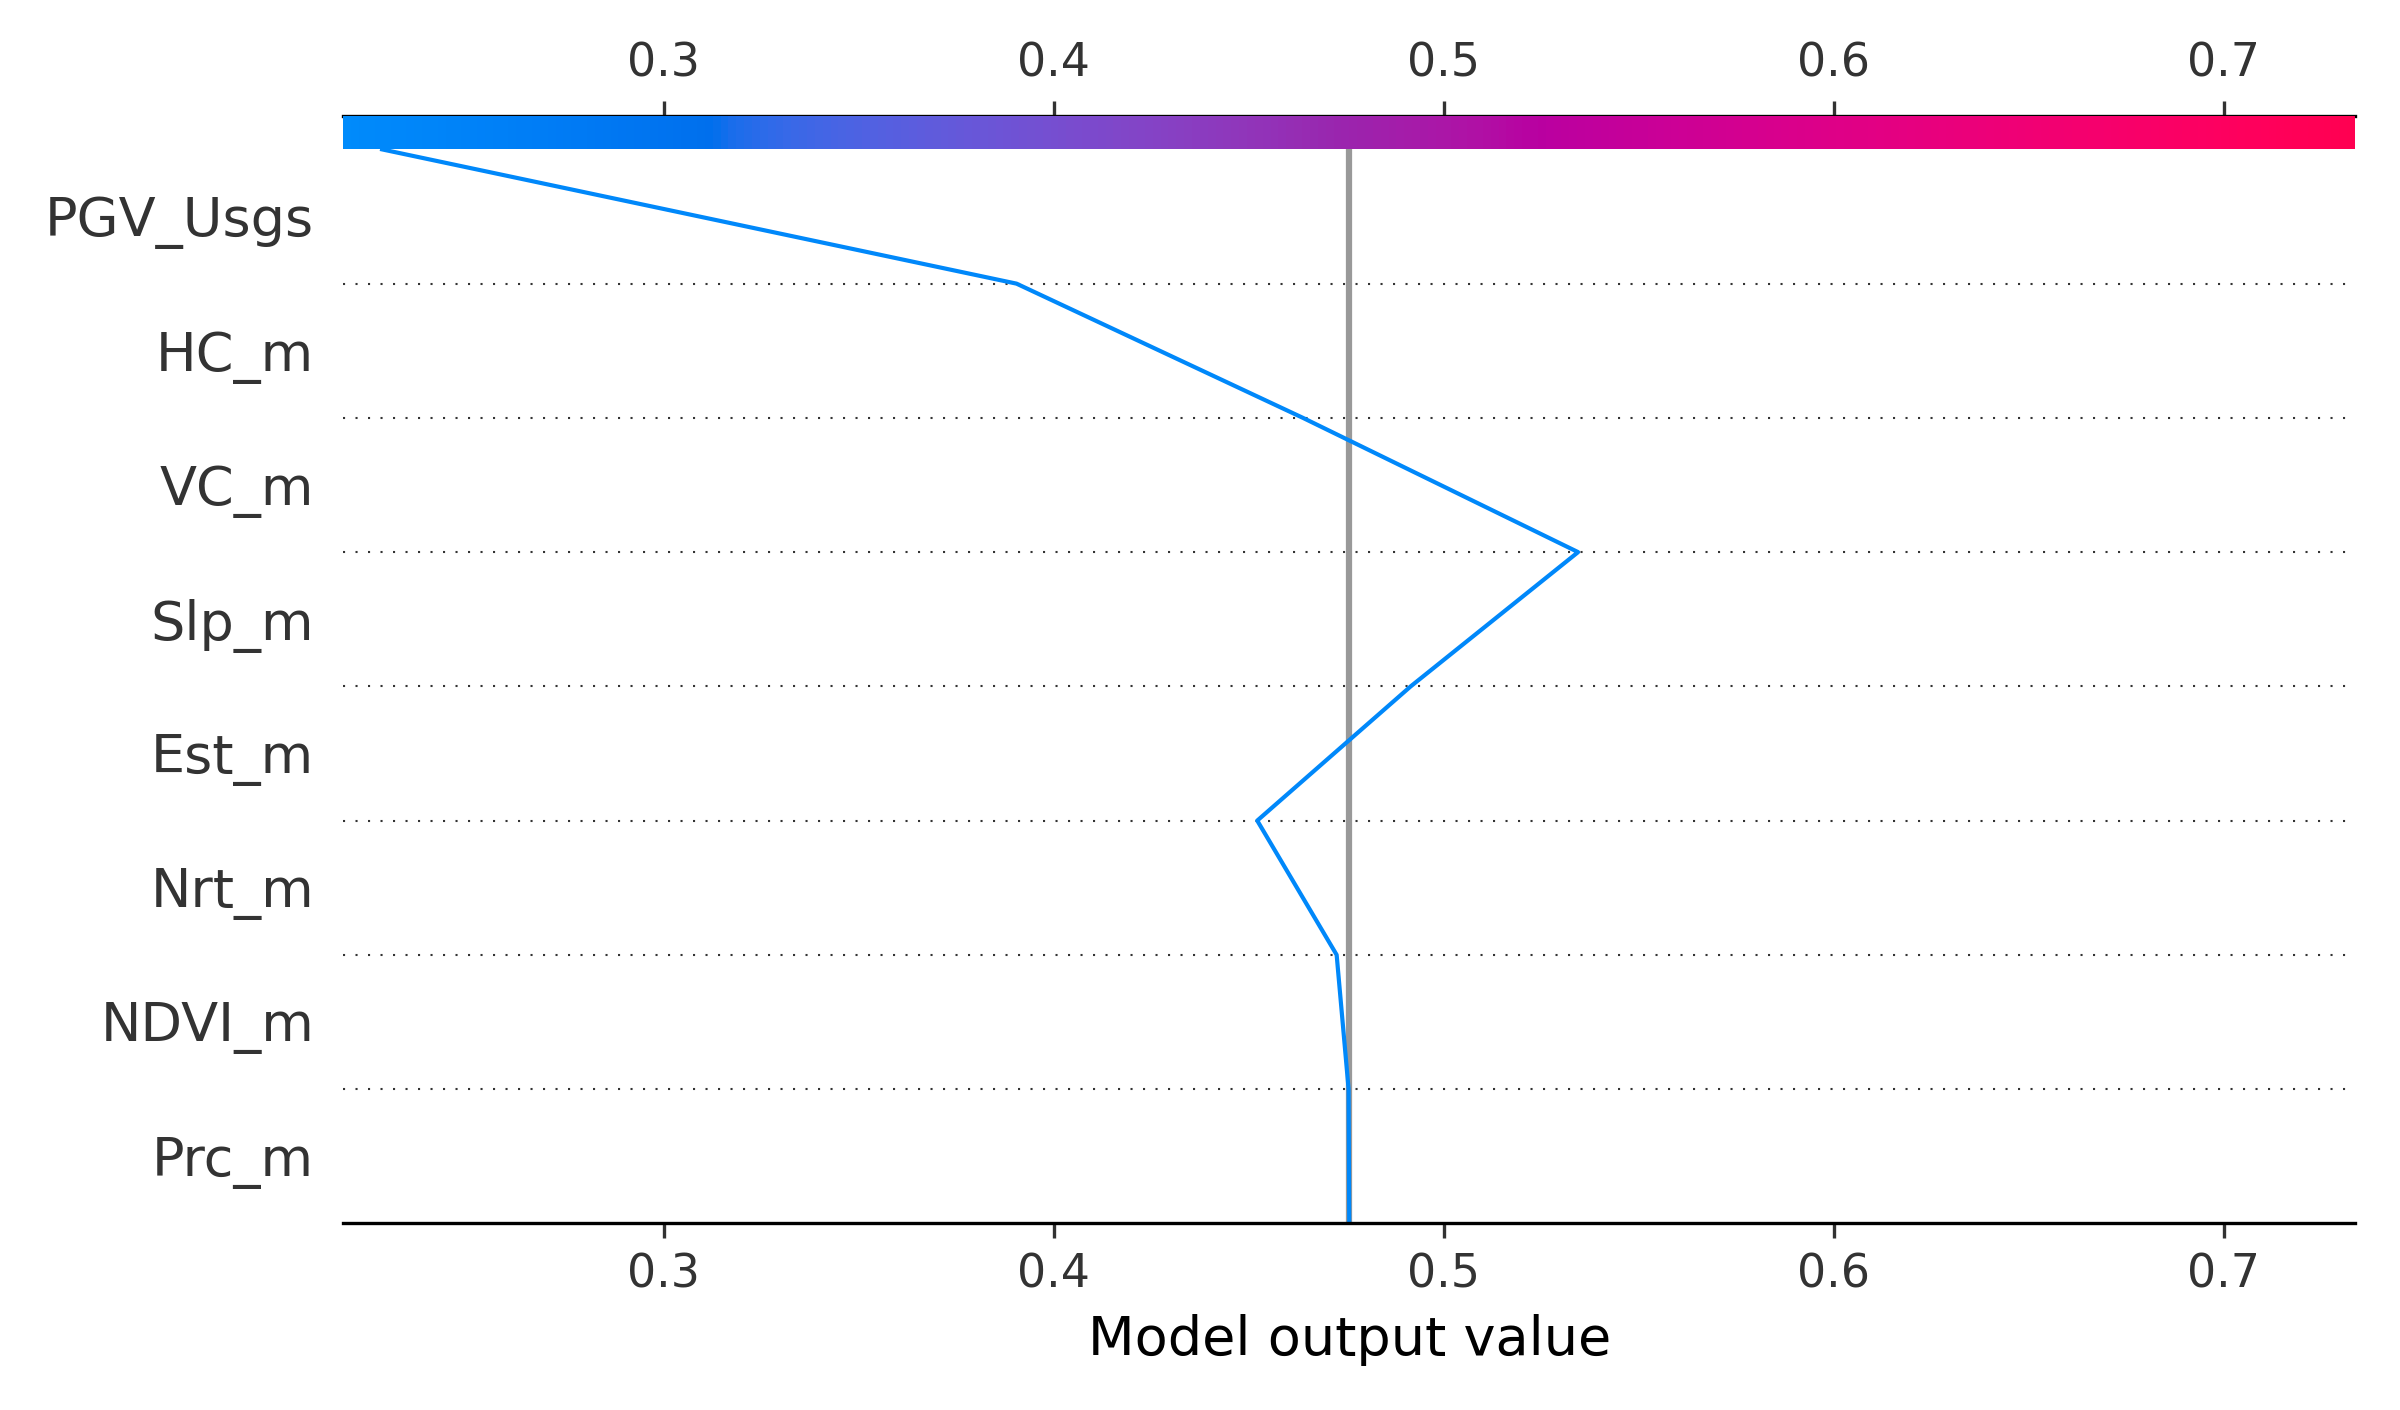 0.3 0.4 0.5 0.6 0.7
PGV_Usgs
HC_m
VC_m
Slp_m
Est_m
Nrt_m
NDVI_m
Prc_m
0.3 0.4 0.5 0.6 0.7
Model output value